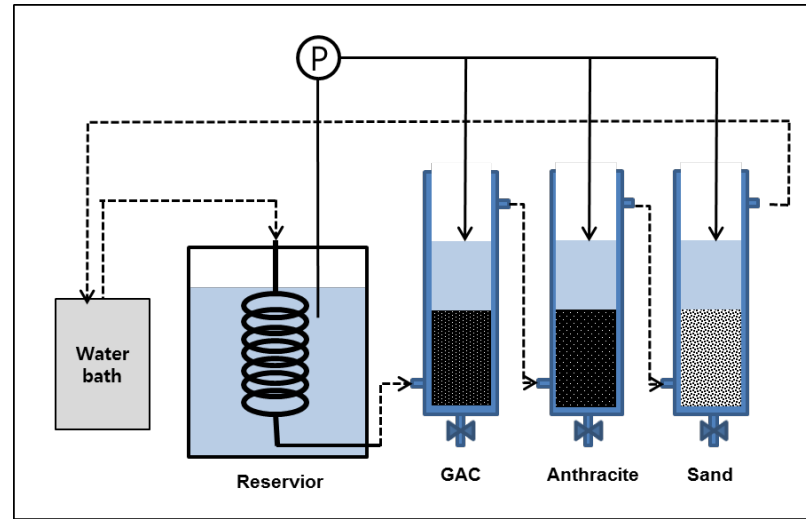 P
Water
bath
Reservior
GAC
Anthracite
Sand